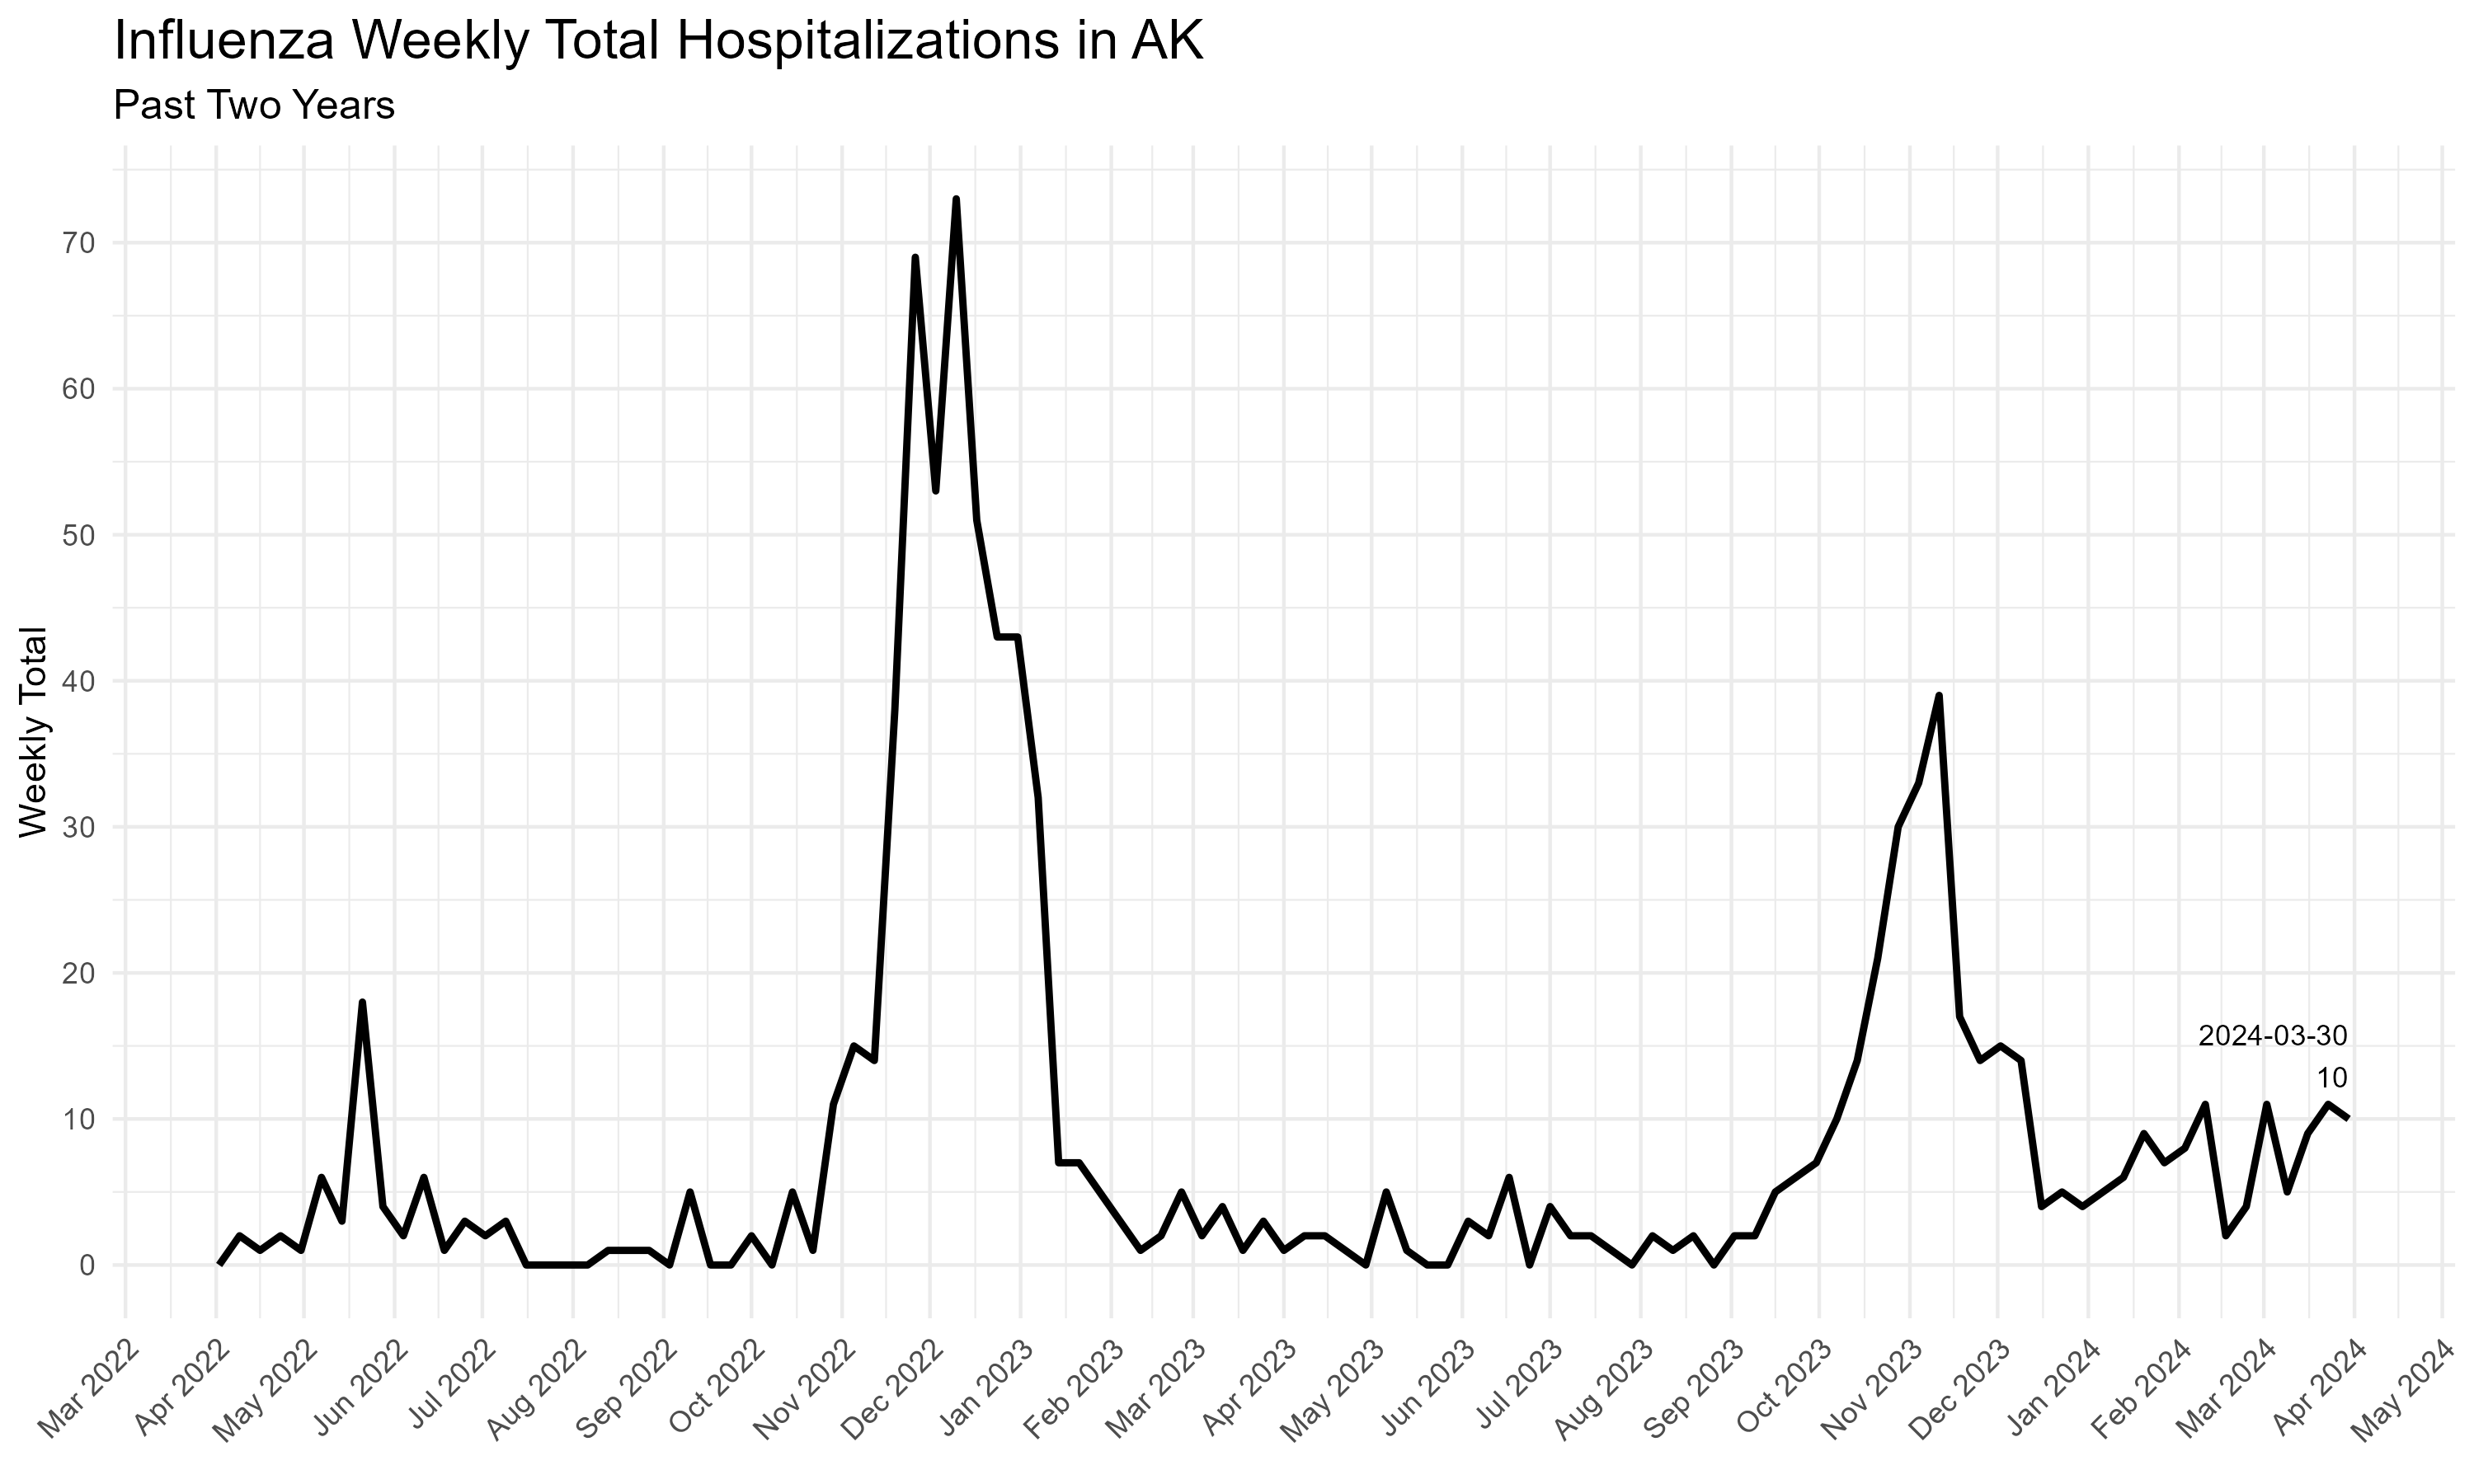 Influenza Weekly Total Hospitalizations in AK
Past Two Years
Weekly Total
70
60
50
40
30
20
10
0
2024-03-30
10
Mar 2022
Apr 2022
May 2022
Jun 2022
Jul 2022
Aug 2022
Sep 2022
Oct 2022
Nov 2022
Dec 2022
Jan 2023
Feb 2023
Mar 2023
Apr 2023
May 2023
Jun 2023
Jul 2023
Aug 2023
Sep 2023
Oct 2023
Nov 2023
Dec 2023
Jan 2024
Feb 2024
Mar 2024
Apr 2024
May 2024